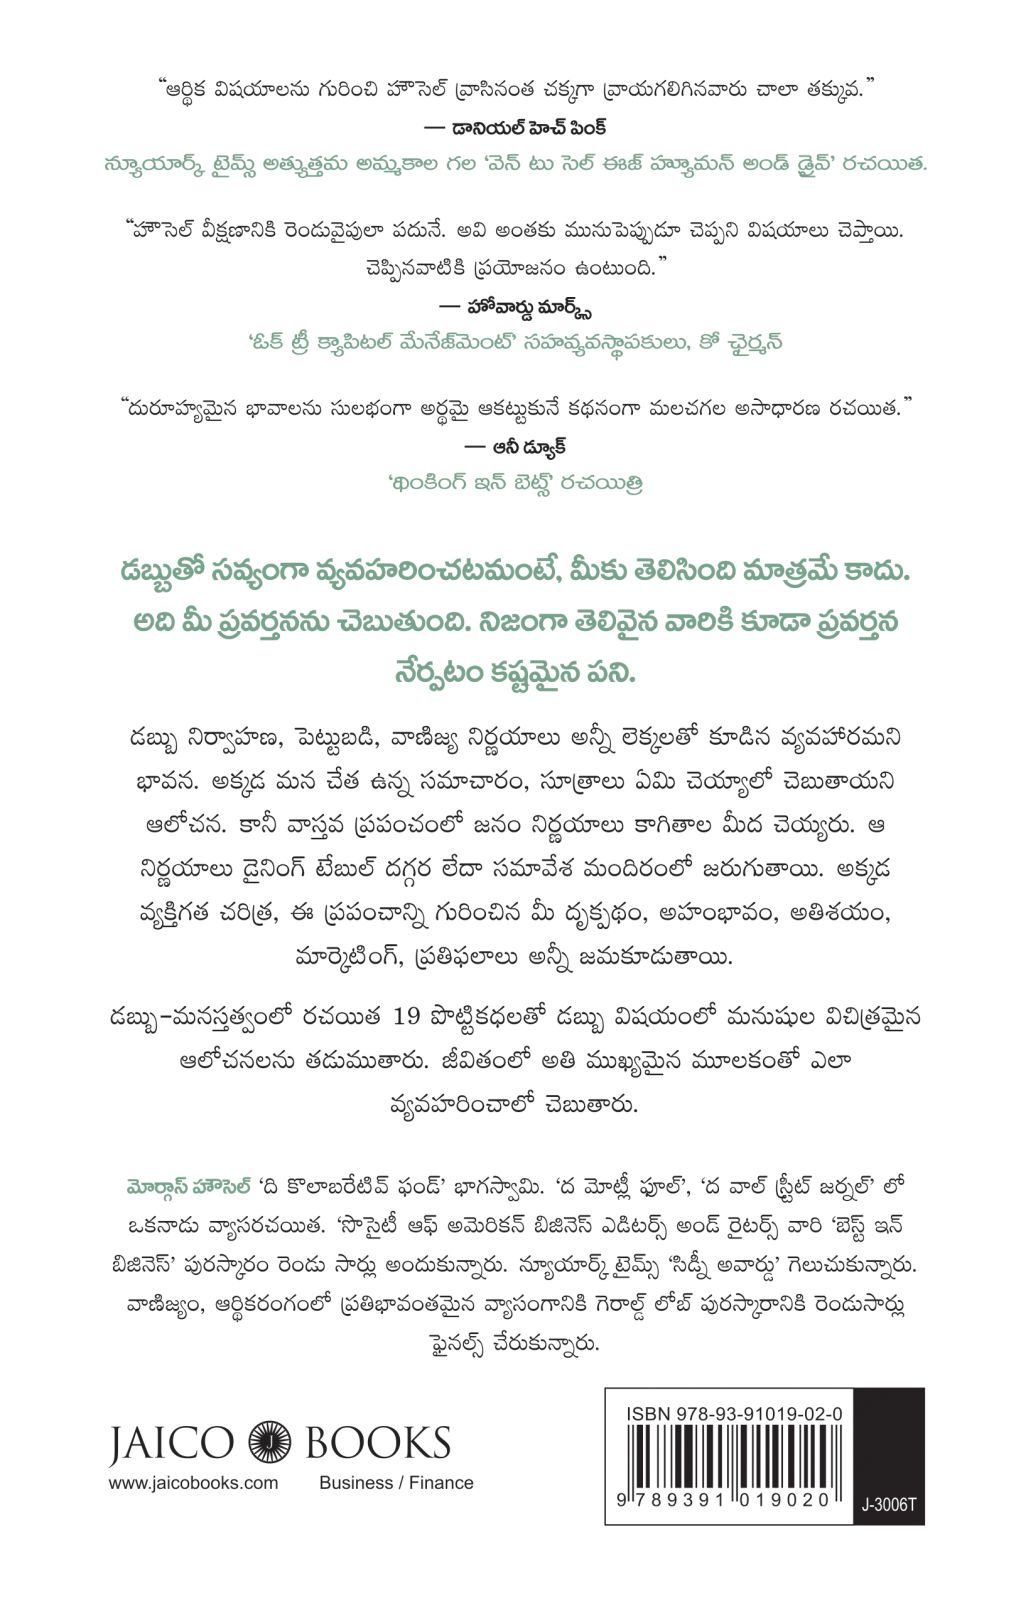 “ఆర్థిక విషయాలను గురించి హౌసెల్ వ్రాసినంత చక్కగా వ్రాయగలిగినవారు చాలా తక్కువ.”
— డానియల్ హెచ్ పింక్
న్యూయార్క్ టైమ్స్ అత్యుత్తమ అమ్మకాల గల ‘వెన్ టు సెల్ ఈజ్ హ్యూమన్ అండ్ డ్రైవ్’ రచయిత.
“హౌసెల్ వీక్షణానికి రెండువైపులా పదునే. అవి అంతకు మునుపెప్పుడూ చెప్పని విషయాలు చెప్తాయి.
చెప్పినవాటికి ప్రయోజనం ఉంటుంది.”
— హోవార్డు మార్క్స్
‘ఓక్ ట్రీ క్యాపిటల్ మేనేజ్‌మెంట్’ సహవ్యవస్థాపకులు, కో ఛైర్మన్
“దురూహ్యమైన భావాలను సులభంగా అర్థమై ఆకట్టుకునే కథనంగా మలచగల అసాధారణ రచయిత.”
— ఆనీ డ్యూక్
‘థింకింగ్ ఇన్ బెట్స్’ రచయిత్రి
డబ్బుతో సవ్యంగా వ్యవహరించటమంటే, మీకు తెలిసింది మాత్రమే కాదు.
అది మీ ప్రవర్తనను చెబుతుంది. నిజంగా తెలివైన వారికి కూడా ప్రవర్తన
నేర్పటం కష్టమైన పని.
డబ్బు నిర్వాహణ, పెట్టుబడి, వాణిజ్య నిర్ణయాలు అన్నీ లెక్కలతో కూడిన వ్యవహారమని
భావన. అక్కడ మన చేత ఉన్న సమాచారం, సూత్రాలు ఏమి చెయ్యాలో చెబుతాయని
ఆలోచన. కానీ వాస్తవ ప్రపంచంలో జనం నిర్ణయాలు కాగితాల మీద చెయ్యరు. ఆ
నిర్ణయాలు డైనింగ్ టేబుల్ దగ్గర లేదా సమావేశ మందిరంలో జరుగుతాయి. అక్కడ
వ్యక్తిగత చరిత్ర, ఈ ప్రపంచాన్ని గురించిన మీ దృక్పథం, అహంభావం, అతిశయం,
మార్కెటింగ్, ప్రతిఫలాలు అన్నీ జమకూడుతాయి.
డబ్బు–మనస్తత్వంలో రచయిత 19 పొట్టికధలతో డబ్బు విషయంలో మనుషుల విచిత్రమైన
ఆలోచనలను తడుముతారు. జీవితంలో అతి ముఖ్యమైన మూలకంతో ఎలా
వ్యవహరించాలో చెబుతారు.
మోర్గాస్ హౌసెల్ ‘ది కొలాబరేటివ్ ఫండ్’ భాగస్వామి. ‘ద మోట్లీ ఫూల్’, ‘ద వాల్ స్ట్రీట్ జర్నల్’ లో
ఒకనాడు వ్యాసరచయిత. ‘సొసైటీ ఆఫ్ అమెరికన్ బిజినెస్ ఎడిటర్స్ అండ్ రైటర్స్ వారి ‘బెస్ట్ ఇన్
బిజినెస్’ పురస్కారం రెండు సార్లు అందుకున్నారు. న్యూయార్క్ టైమ్స్ ‘సిడ్నీ అవార్డు’ గెలుచుకున్నారు.
వాణిజ్యం, ఆర్థికరంగంలో ప్రతిభావంతమైన వ్యాసంగానికి గెరాల్డ్ లోబ్ పురస్కారానికి రెండుసార్లు
ఫైనల్స్ చేరుకున్నారు.
JAICO J BOOKS
www.jaicobooks.com Business / Finance
ISBN 978-93-91019-02-0
9 789391 019020
J-3006T